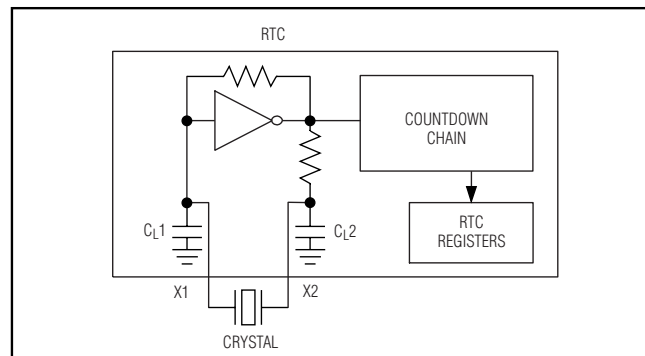 RTC
COUNTDOWN
CHAIN
RTC
REGISTERS
CL1
CL2
X1
X2
CRYSTAL